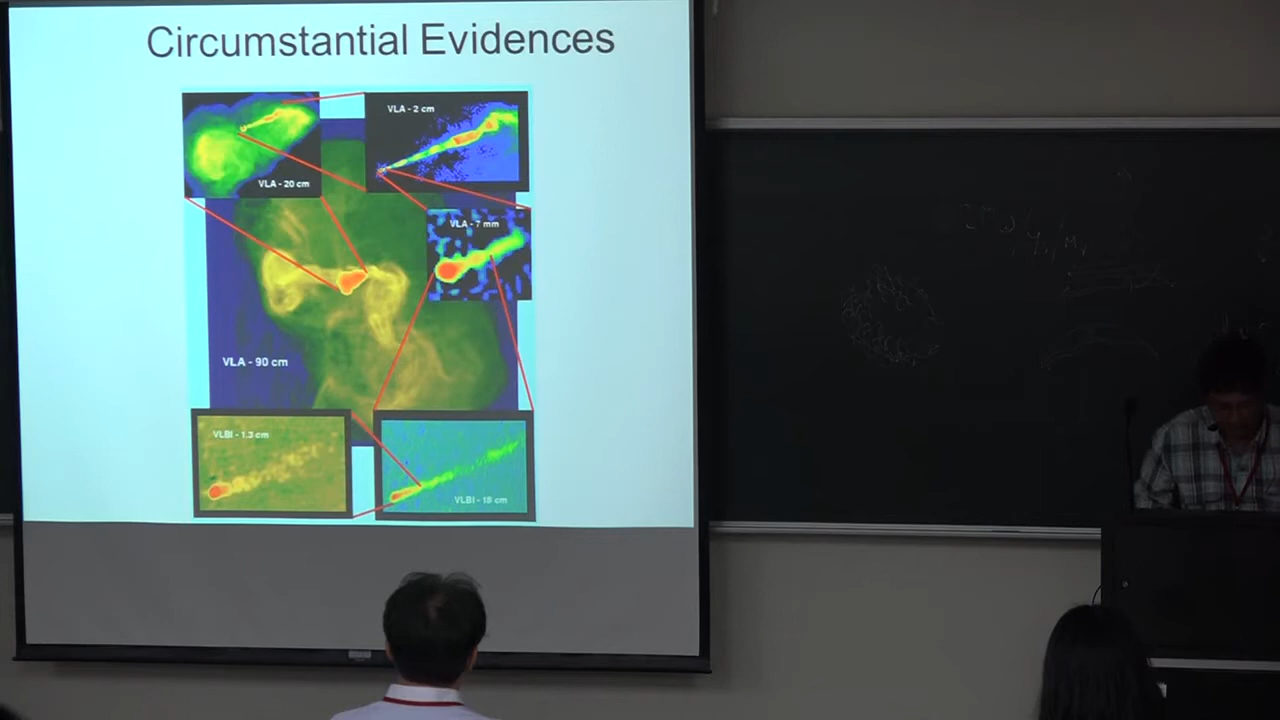 Circumstantial Evidences
VLA - 2 cm
VLA - 20 cm
VLA - 7 mm
VLA - 90 cm
VLBI - 1.3 cm
VLBI - 18 cm